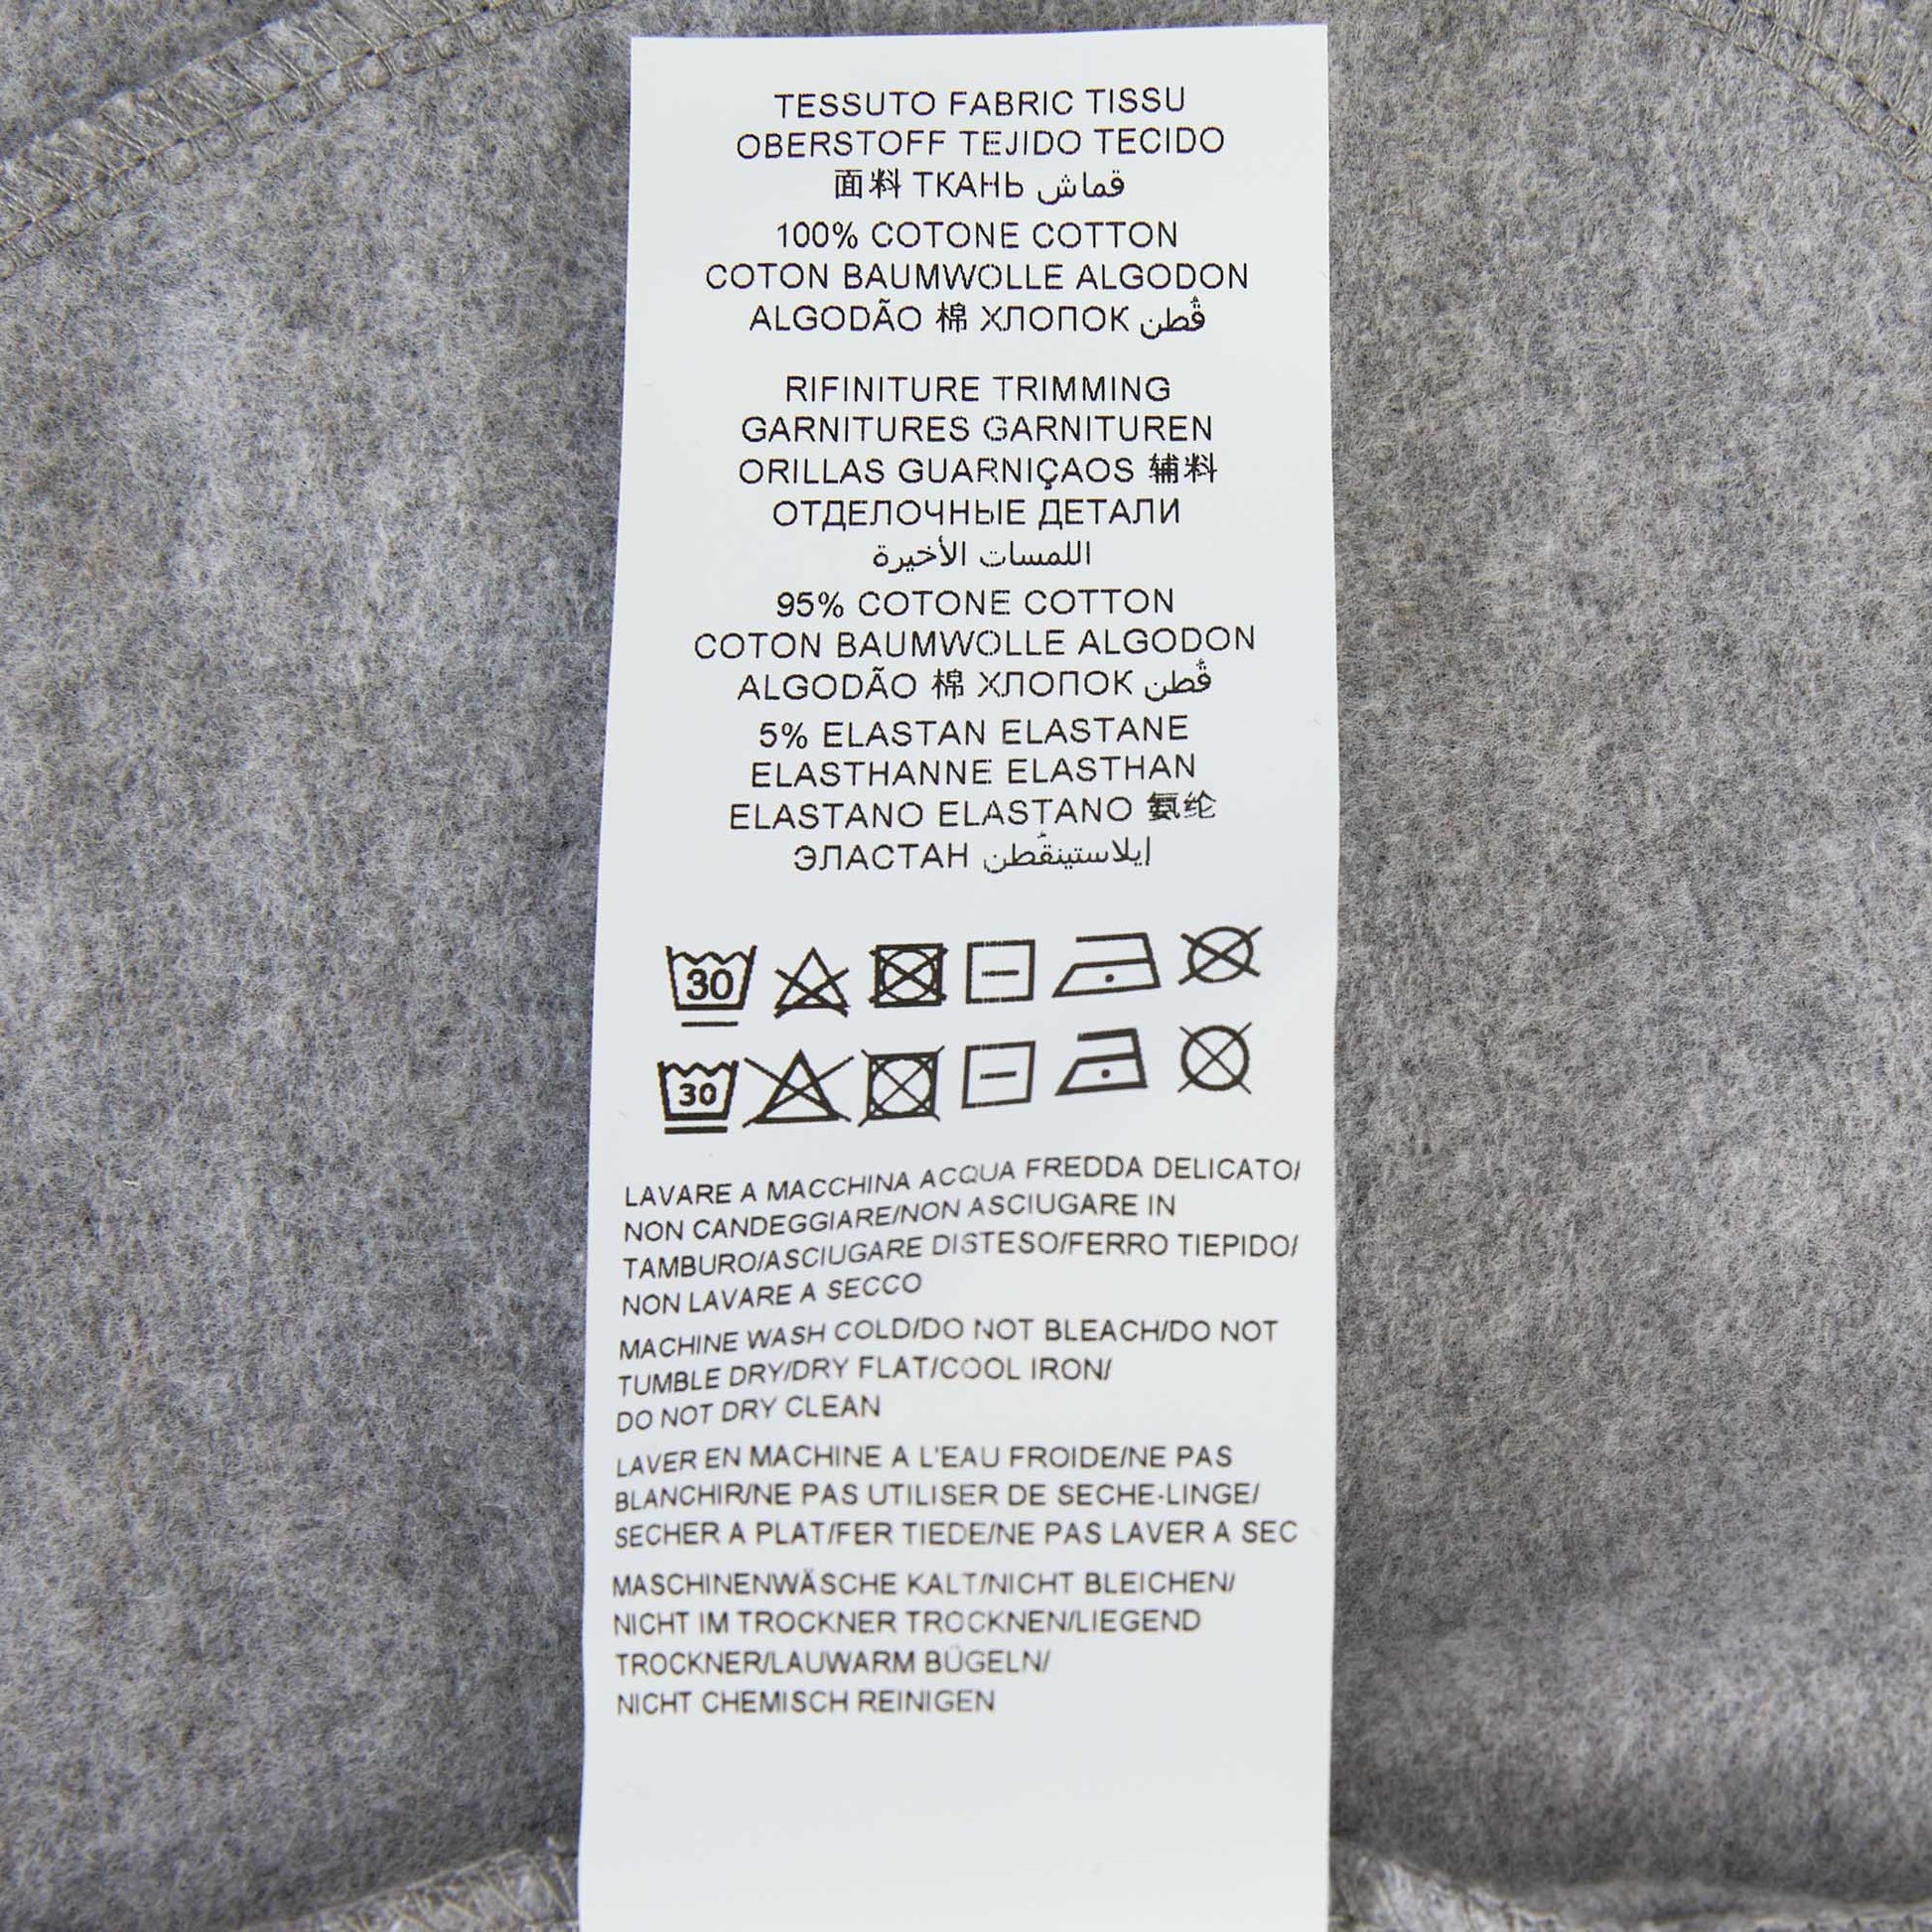 TESSUTO FABRIC TISSU
OBERSTOFF TEJIDO TECIDO
面料 ТКАНЬ قماش
100% COTONE COTTON
COTON BAUMWOLLE ALGODON
ALGODÃO 棉 ХЛОПОК قُطن
RIFINITURE TRIMMING
GARNITURES GARNITUREN
ORILLAS GUARNIÇAOS 辅料
ОТДЕЛОЧНЫЕ ДЕТАЛИ
اللمسات الأخيرة
95% COTONE COTTON
COTON BAUMWOLLE ALGODON
ALGODÃO 棉 ХЛОПОК قُطن
5% ELASTAN ELASTANE
ELASTHANNE ELASTHAN
ELASTANO ELASTANO 氨纶
ЭЛАСТАН إيلاستينقُطن
30
30
LAVARE A MACCHINA ACQUA FREDDA DELICATO/
NON CANDEGGIARE/NON ASCIUGARE IN
TAMBURO/ASCIUGARE DISTESO/FERRO TIEPIDO/
NON LAVARE A SECCO
MACHINE WASH COLD/DO NOT BLEACH/DO NOT
TUMBLE DRY/DRY FLAT/COOL IRON/
DO NOT DRY CLEAN
LAVER EN MACHINE A L'EAU FROIDE/NE PAS
BLANCHIR/NE PAS UTILISER DE SECHE-LINGE/
SECHER A PLAT/FER TIEDE/NE PAS LAVER A SEC
MASCHINENWÄSCHE KALT/NICHT BLEICHEN/
NICHT IM TROCKNER TROCKNEN/LIEGEND
TROCKNER/LAUWARM BÜGELN/
NICHT CHEMISCH REINIGEN